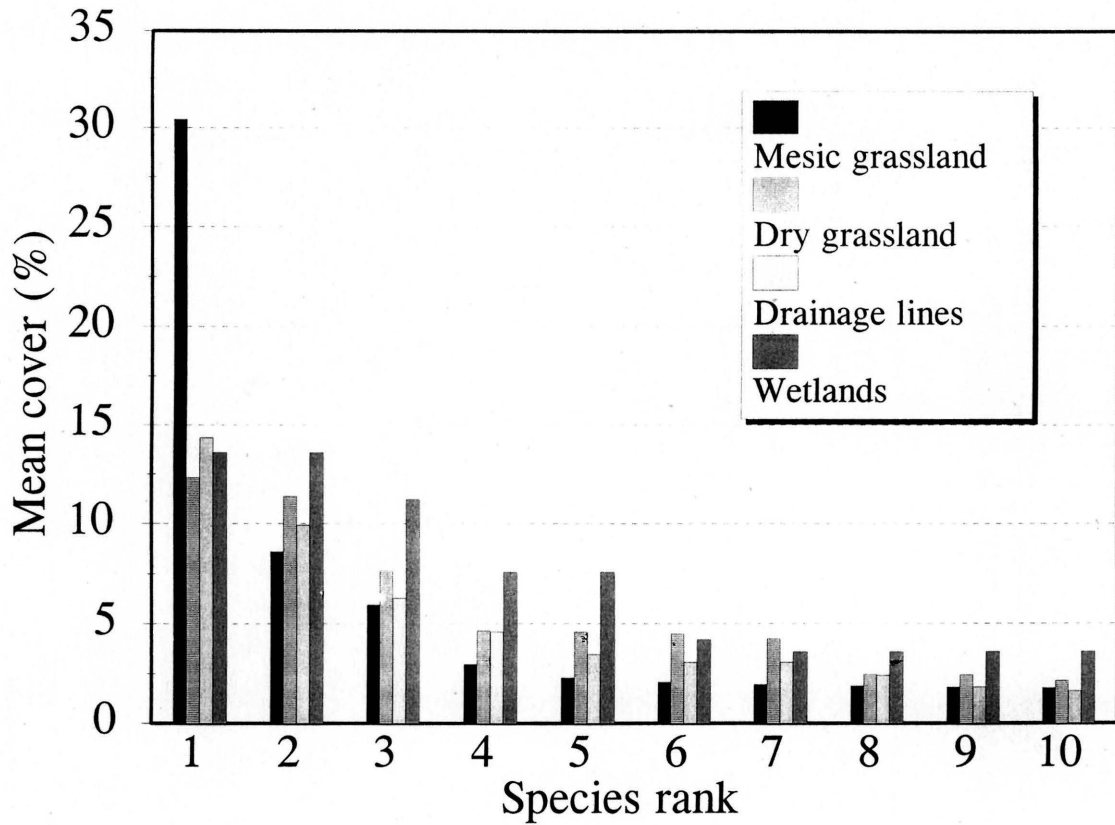 35
30
25
20
15
10
5
0
Mean cover (%)
Mesic grassland
Dry grassland
Drainage lines
Wetlands
1 2 3 4 5 6 7 8 9 10
Species rank